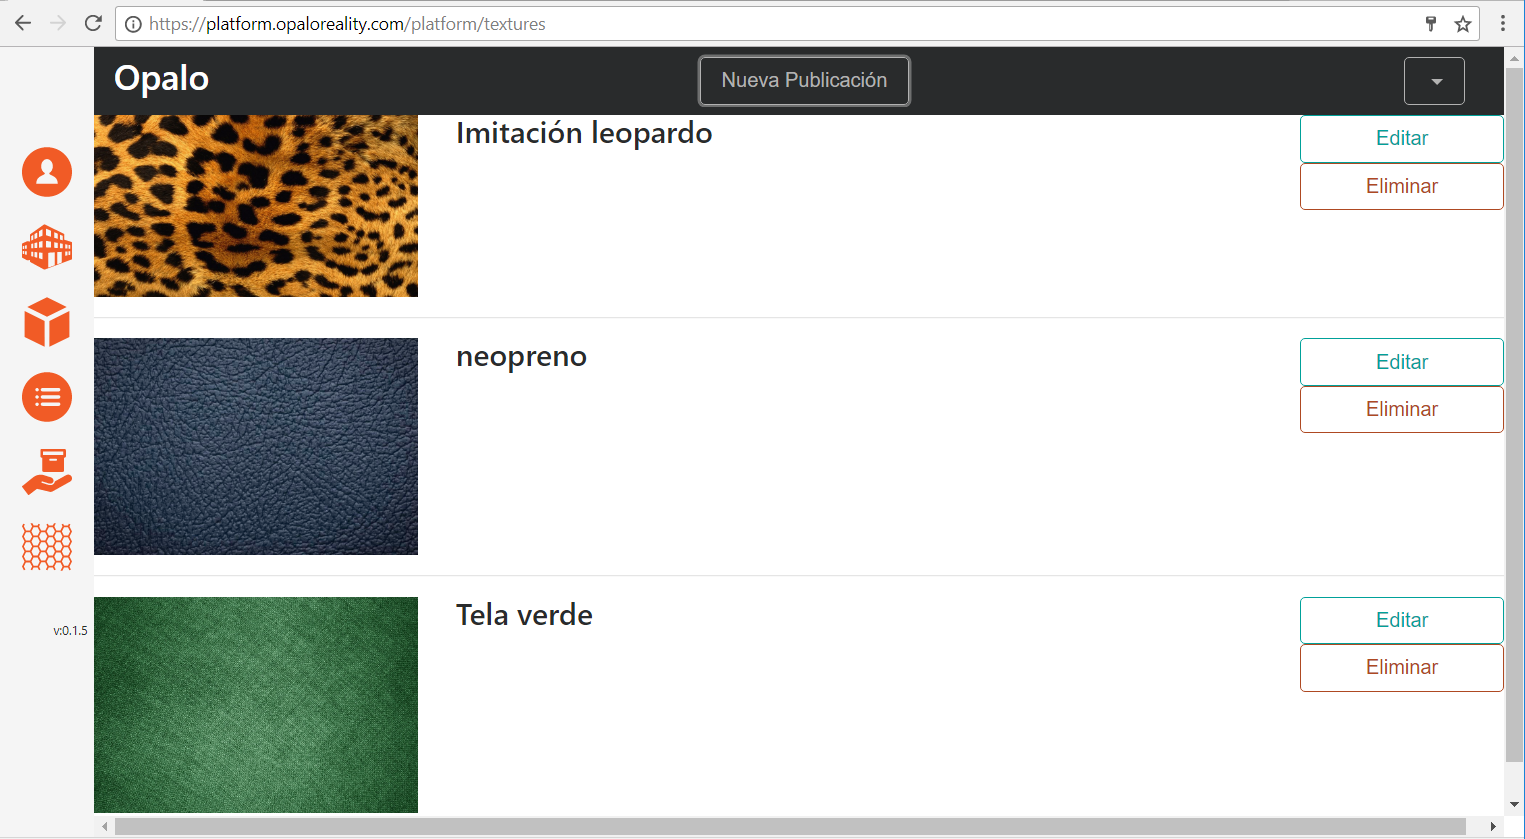 https://platform.opaloreality.com/platform/textures
Opalo
Nueva Publicación
Imitación leopardo
Editar
Eliminar
neopreno
Editar
Eliminar
Tela verde
Editar
Eliminar
v:0.1.5